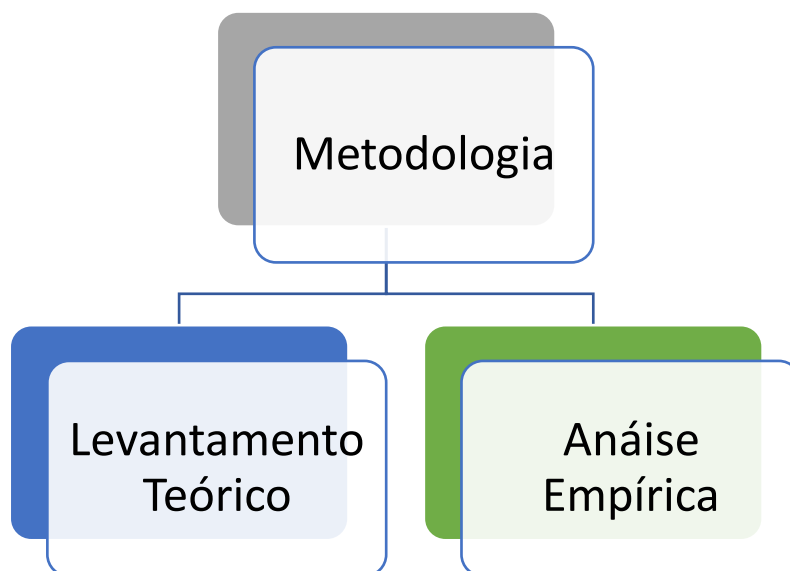 Metodologia
Levantamento
Teórico
Anáise
Empírica